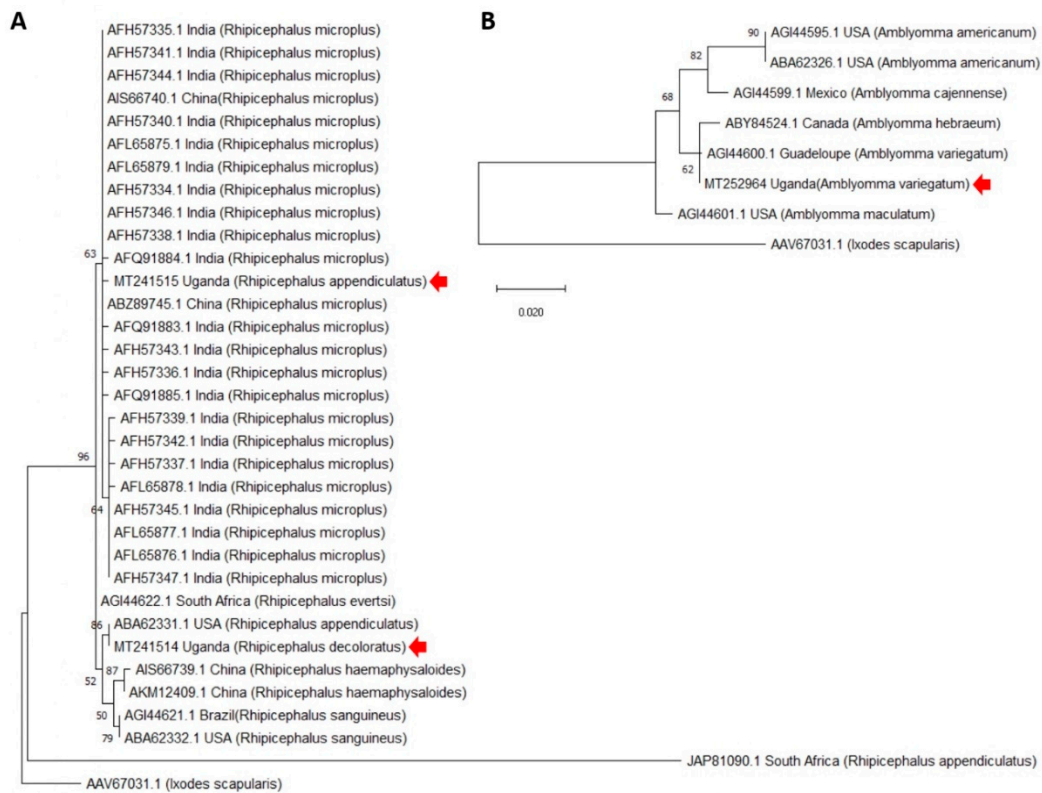 A
AFH57335.1 India (Rhipicephalus microplus)
AFH57341.1 India (Rhipicephalus microplus)
AFH57344.1 India (Rhipicephalus microplus)
AIS66740.1 China(Rhipicephalus microplus)
AFH57340.1 India (Rhipicephalus microplus)
AFL65875.1 India (Rhipicephalus microplus)
AFL65879.1 India (Rhipicephalus microplus)
AFH57334.1 India (Rhipicephalus microplus)
AFH57346.1 India (Rhipicephalus microplus)
AFH57338.1 India (Rhipicephalus microplus)
63
AFQ91884.1 India (Rhipicephalus microplus)
MT241515 Uganda (Rhipicephalus appendiculatus)
ABZ89745.1 China (Rhipicephalus microplus)
AFQ91883.1 India (Rhipicephalus microplus)
AFH57343.1 India (Rhipicephalus microplus)
AFH57336.1 India (Rhipicephalus microplus)
AFQ91885.1 India (Rhipicephalus microplus)
AFH57339.1 India (Rhipicephalus microplus)
AFH57342.1 India (Rhipicephalus microplus)
96
AFH57337.1 India (Rhipicephalus microplus)
AFL65878.1 India (Rhipicephalus microplus)
64
AFH57345.1 India (Rhipicephalus microplus)
AFL65877.1 India (Rhipicephalus microplus)
AFL65876.1 India (Rhipicephalus microplus)
AFH57347.1 India (Rhipicephalus microplus)
AGI44622.1 South Africa (Rhipicephalus evertsi)
86
ABA62331.1 USA (Rhipicephalus appendiculatus)
MT241514 Uganda (Rhipicephalus decoloratus)
87
AIS66739.1 China (Rhipicephalus haemaphysaloides)
52
AKM12409.1 China (Rhipicephalus haemaphysaloides)
50
AGI44621.1 Brazil(Rhipicephalus sanguineus)
79
ABA62332.1 USA (Rhipicephalus sanguineus)
JAP81090.1 South Africa (Rhipicephalus appendiculatus)
AAV67031.1 (Ixodes scapularis)
B
90
AGI44595.1 USA (Amblyomma americanum)
82
ABA62326.1 USA (Amblyomma americanum)
68
AGI44599.1 Mexico (Amblyomma cajennense)
ABY84524.1 Canada (Amblyomma hebraeum)
AGI44600.1 Guadeloupe (Amblyomma variegatum)
62
MT252964 Uganda(Amblyomma variegatum)
AGI44601.1 USA (Amblyomma maculatum)
AAV67031.1 (Ixodes scapularis)
0.020